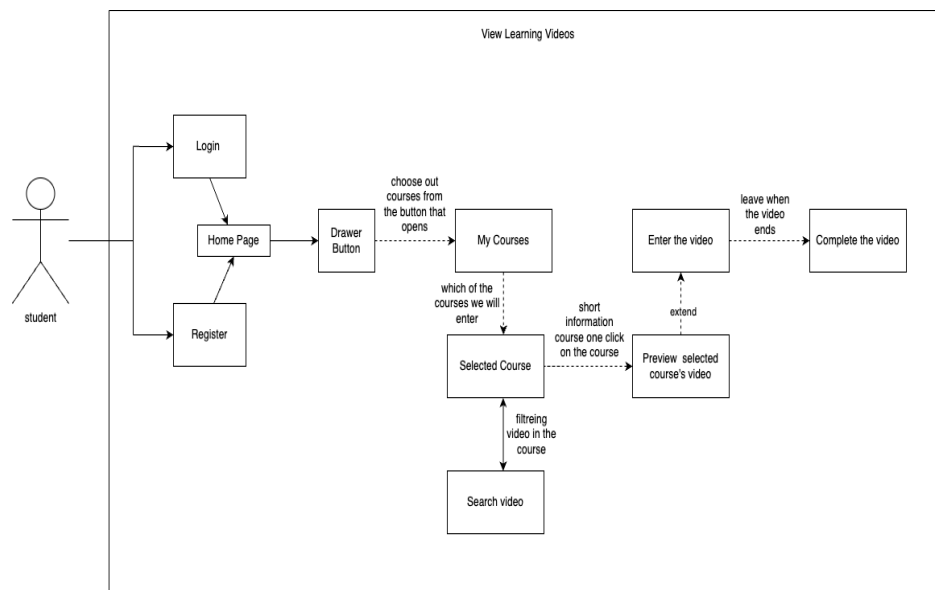 View Learning Videos
Login
choose out
courses from
the button that
opens
leave when
the video
ends
Home Page
Drawer
Button
My Courses
Enter the video
Complete the video
student
Register
which of the
courses we will
enter
short
information
course one click
on the course
extend
Selected Course
Preview selected
course's video
filtreing
video in the
course
Search video